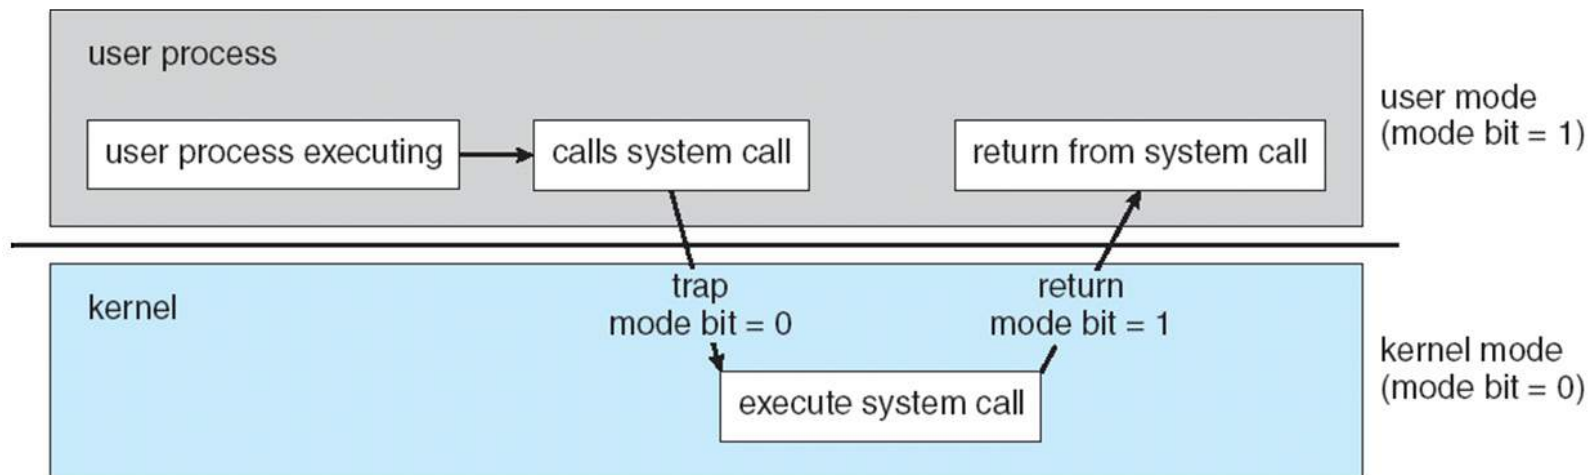 user process
user process executing
calls system call
return from system call
user mode
(mode bit = 1)
trap
mode bit = 0
return
mode bit = 1
kernel
execute system call
kernel mode
(mode bit = 0)